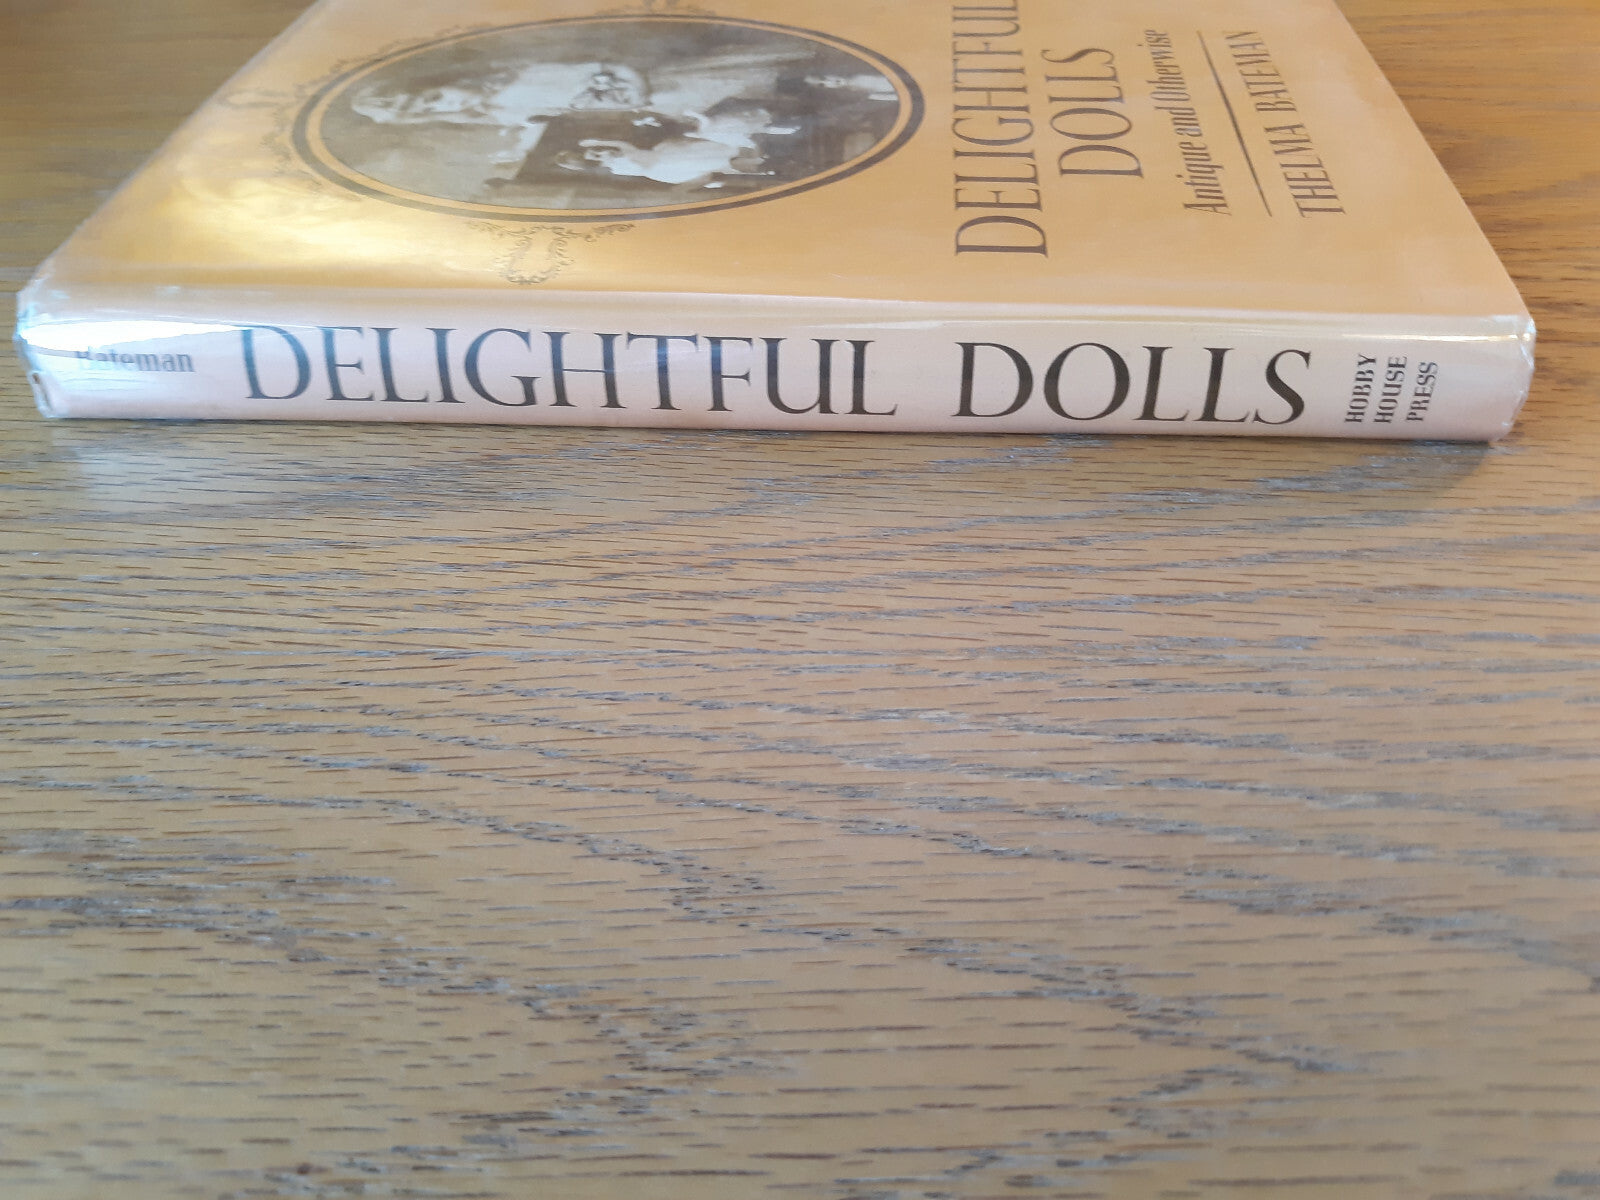 DELIGHTFUL
DOLLS
Antique and Otherwise
THELMA BATEMAN
Bateman DELIGHTFUL DOLLS
HOBBY
HOUSE
PRESS